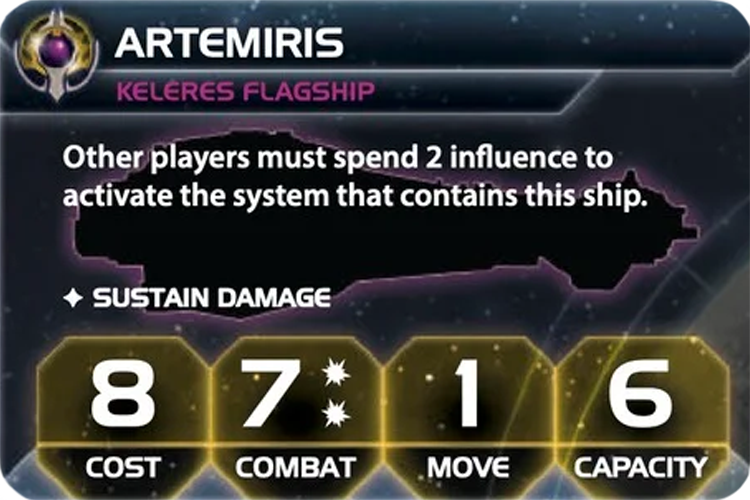 ARTEMIRIS
KELERES FLAGSHIP
Other players must spend 2 influence to
activate the system that contains this ship.
SUSTAIN DAMAGE
8 7 1 6
COST COMBAT MOVE CAPACITY